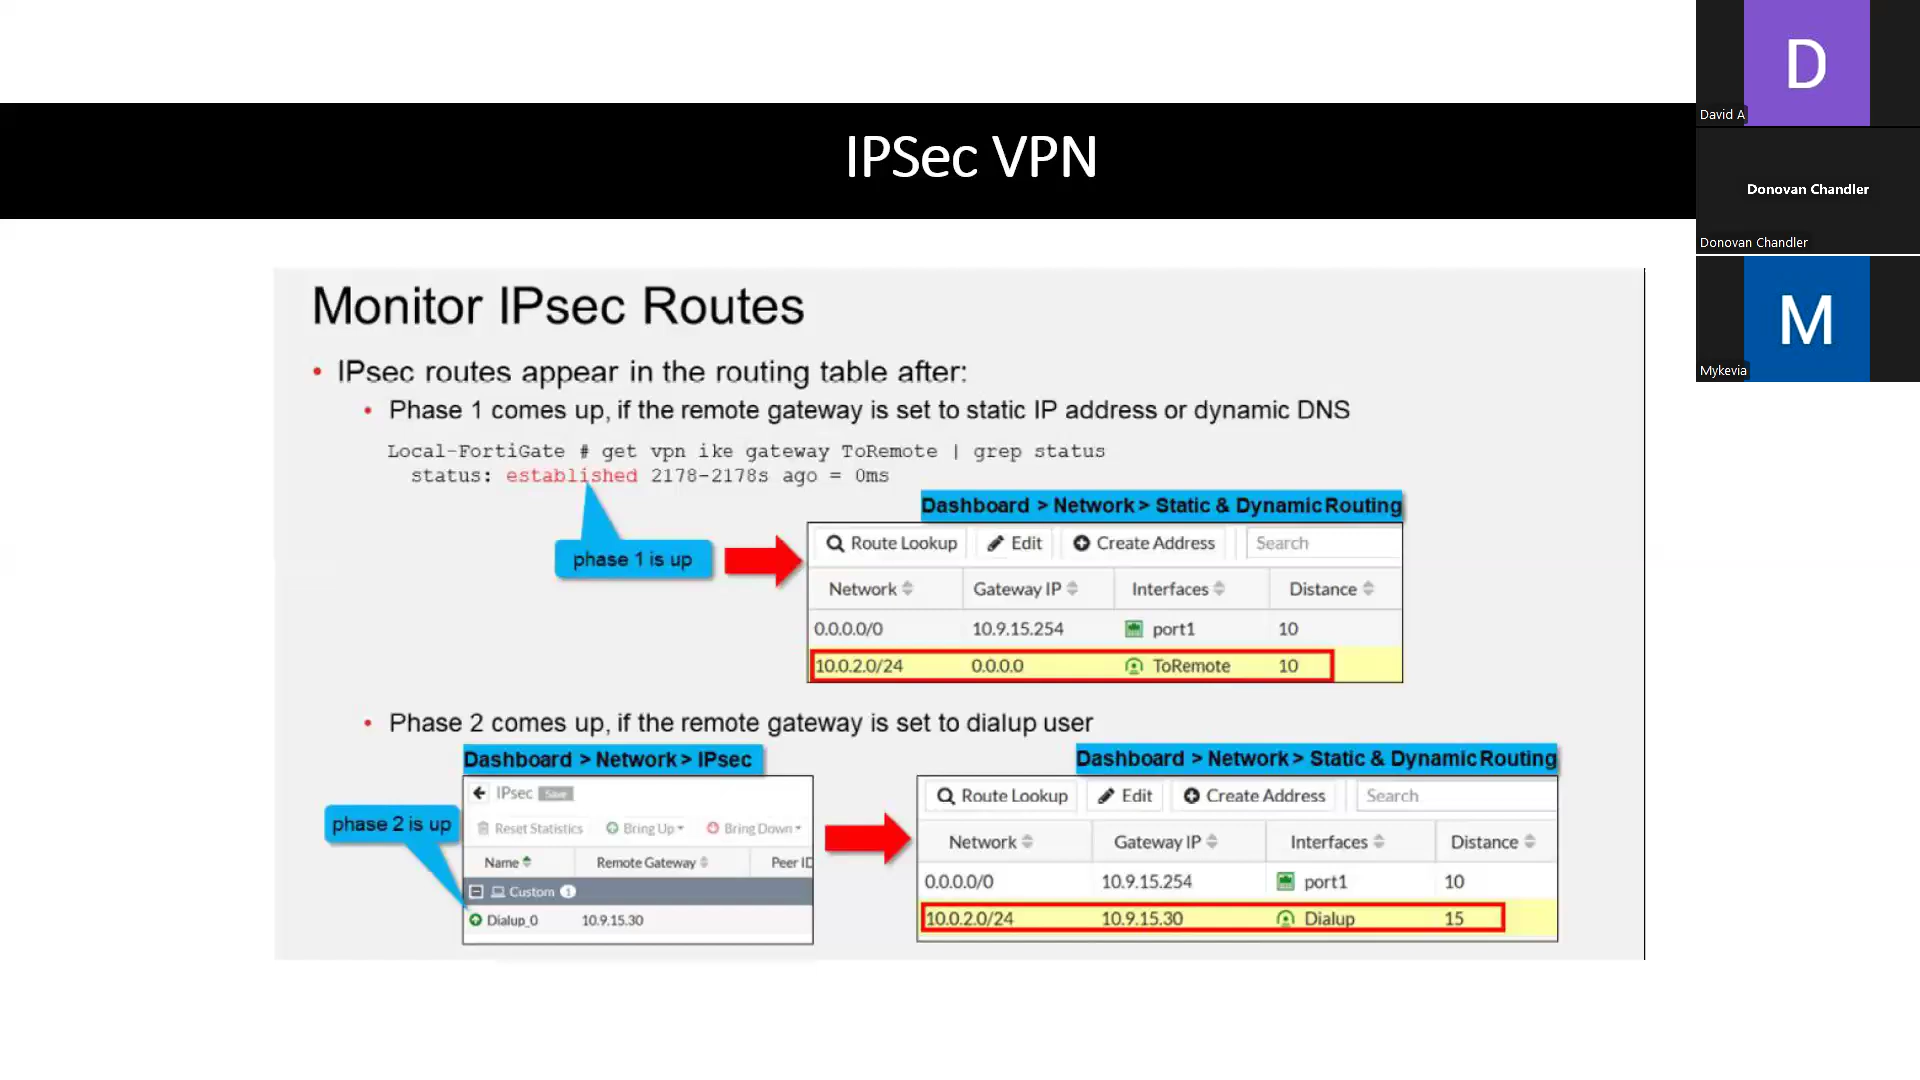 IPSec VPN
Monitor IPsec Routes
• IPsec routes appear in the routing table after:
• Phase 1 comes up, if the remote gateway is set to static IP address or dynamic DNS
Local-FortiGate # get vpn ike gateway ToRemote | grep status
status: established 2178-2178s ago = 0ms
phase 1 is up
Dashboard > Network > Static & Dynamic Routing
Route Lookup Edit Create Address Search
Network Gateway IP Interfaces Distance
0.0.0.0/0 10.9.15.254 port1 10
10.0.2.0/24 0.0.0.0 ToRemote 10
• Phase 2 comes up, if the remote gateway is set to dialup user
Dashboard > Network > IPsec
phase 2 is up
IPsec Save
Reset Statistics Bring Up Bring Down
Name Remote Gateway Peer ID
Custom 1
Dialup_0 10.9.15.30
Dashboard > Network > Static & Dynamic Routing
Route Lookup Edit Create Address Search
Network Gateway IP Interfaces Distance
0.0.0.0/0 10.9.15.254 port1 10
10.0.2.0/24 10.9.15.30 Dialup 15
D
David A
Donovan Chandler
Donovan Chandler
M
Mykevia